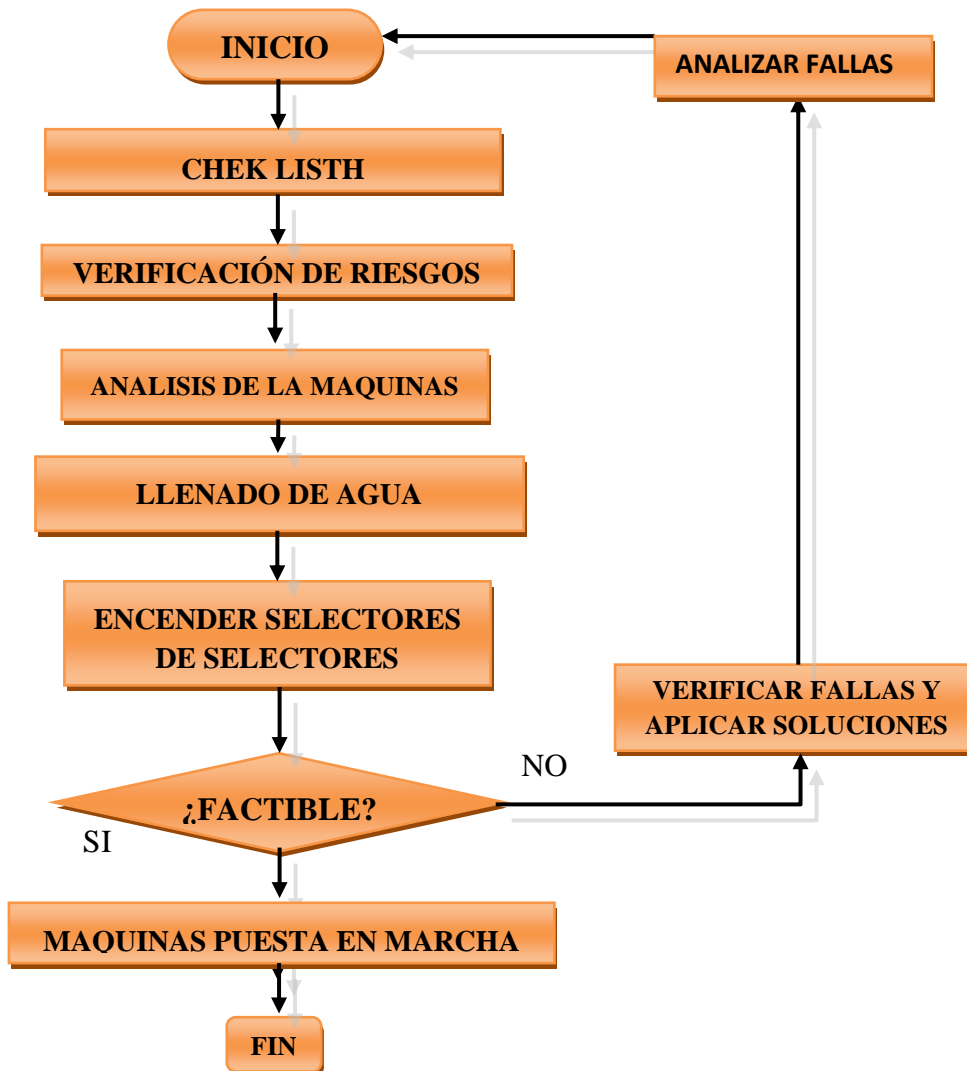 INICIO
CHEK LISTH
VERIFICACIÓN DE RIESGOS
ANALISIS DE LA MAQUINAS
LLENADO DE AGUA
ENCENDER SELECTORES
DE SELECTORES
¿FACTIBLE?
SI
NO
MAQUINAS PUESTA EN MARCHA
FIN
VERIFICAR FALLAS Y
APLICAR SOLUCIONES
ANALIZAR FALLAS